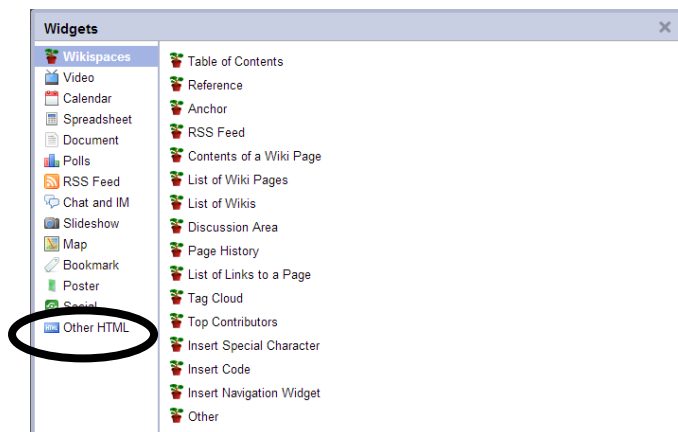 Widgets
Wikispaces
Video
Calendar
Spreadsheet
Document
Polls
RSS Feed
Chat and IM
Slideshow
Map
Bookmark
Poster
Social
HTML Other HTML
Table of Contents
Reference
Anchor
RSS Feed
Contents of a Wiki Page
List of Wiki Pages
List of Wikis
Discussion Area
Page History
List of Links to a Page
Tag Cloud
Top Contributors
Insert Special Character
Insert Code
Insert Navigation Widget
Other